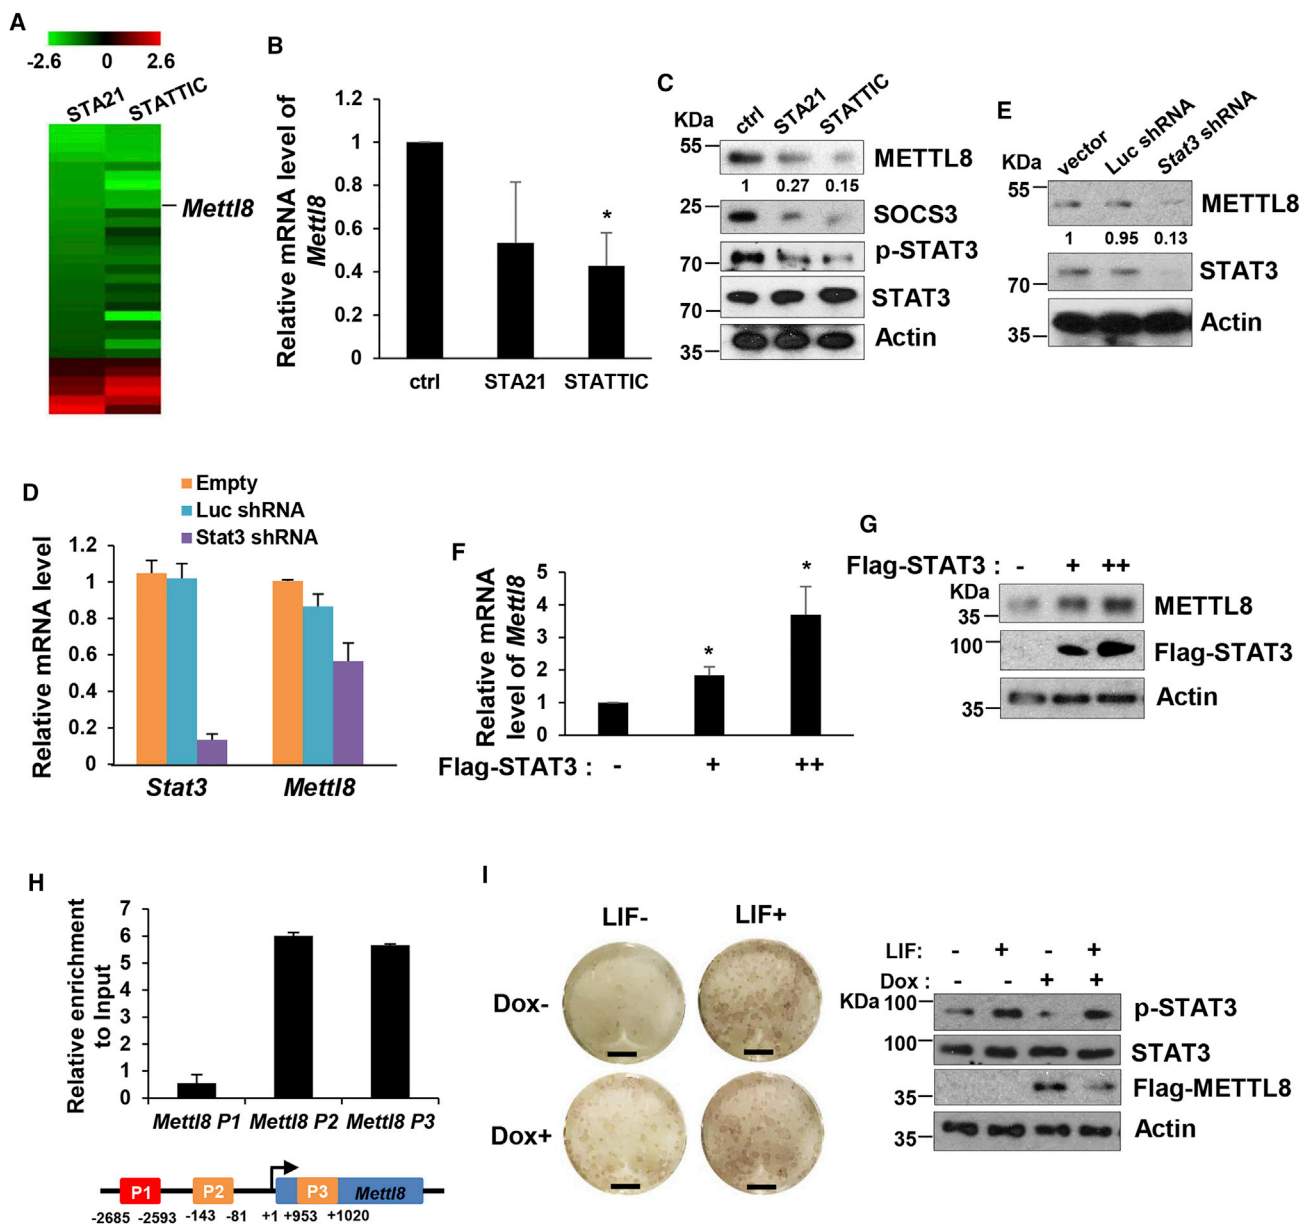 A
-2.6 0 2.6
STA21 STATTIC
Mettl8
B
Relative mRNA level of
Mettl8
1.2
1
0.8
0.6
0.4
0.2
0
*
ctrl STA21 STATTIC
C
KDa ctrl STA21 STATTIC
55 METTL8
1 0.27 0.15
25 SOCS3
70 p-STAT3
70 STAT3
35 Actin
E
KDa vector Luc shRNA Stat3 shRNA
55 METTL8
1 0.95 0.13
70 STAT3
35 Actin
D
Empty
Luc shRNA
Stat3 shRNA
Relative mRNA level
1.2
1
0.8
0.6
0.4
0.2
0
Stat3 Mettl8
F
Relative mRNA
level of Mettl8
5
4
3
2
1
0
* *
Flag-STAT3 : - + ++
G
Flag-STAT3 : - + ++
KDa
35 METTL8
100 Flag-STAT3
35 Actin
H
Relative enrichment
to Input
7
6
5
4
3
2
1
0
Mettl8 P1 Mettl8 P2 Mettl8 P3
P1 P2 P3 Mettl8
-2685 -2593 -143 -81 +1 +953 +1020
I
LIF- LIF+
Dox-
Dox+
LIF: - + - +
Dox : - - + +
KDa 100 p-STAT3
100 STAT3
35 Flag-METTL8
35 Actin